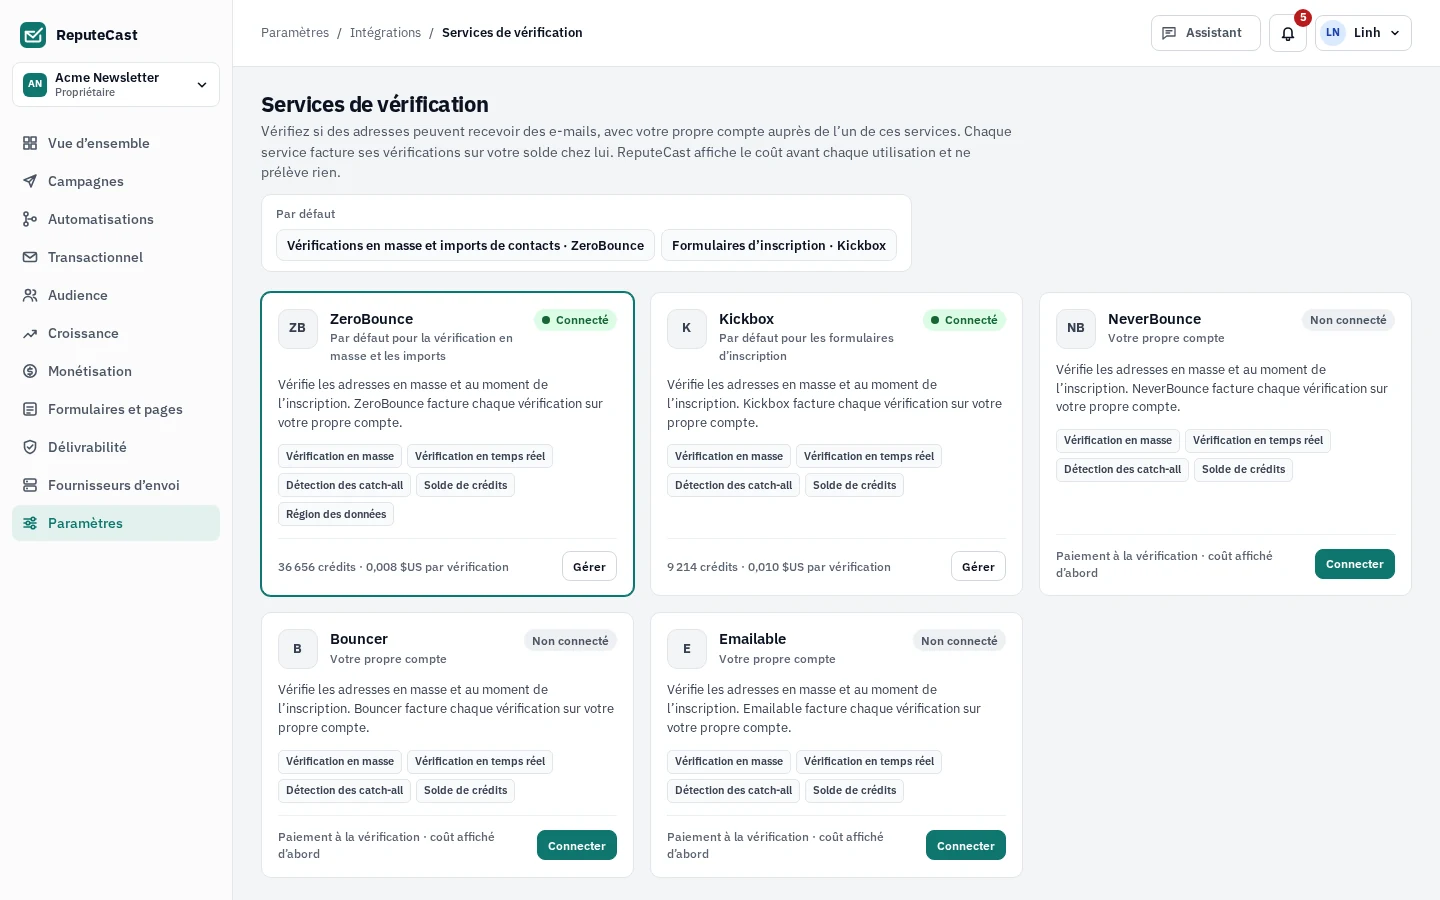 ReputeCast
AN
Acme Newsletter
Propriétaire
Vue d’ensemble
Campagnes
Automatisations
Transactionnel
Audience
Croissance
Monétisation
Formulaires et pages
Délivrabilité
Fournisseurs d’envoi
Paramètres
Paramètres / Intégrations / Services de vérification
Assistant
5
LN
Linh
Services de vérification
Vérifiez si des adresses peuvent recevoir des e-mails, avec votre propre compte auprès de l’un de ces services. Chaque
service facture ses vérifications sur votre solde chez lui. ReputeCast affiche le coût avant chaque utilisation et ne
prélève rien.
Par défaut
Vérifications en masse et imports de contacts · ZeroBounce
Formulaires d’inscription · Kickbox
ZB
ZeroBounce
Connecté
Par défaut pour la vérification en
masse et les imports
Vérifie les adresses en masse et au moment de
l’inscription. ZeroBounce facture chaque vérification sur
votre propre compte.
Vérification en masse
Vérification en temps réel
Détection des catch-all
Solde de crédits
Région des données
36 656 crédits · 0,008 $US par vérification
Gérer
K
Kickbox
Connecté
Par défaut pour les formulaires
d’inscription
Vérifie les adresses en masse et au moment de
l’inscription. Kickbox facture chaque vérification sur votre
propre compte.
Vérification en masse
Vérification en temps réel
Détection des catch-all
Solde de crédits
9 214 crédits · 0,010 $US par vérification
Gérer
NB
NeverBounce
Non connecté
Votre propre compte
Vérifie les adresses en masse et au moment de
l’inscription. NeverBounce facture chaque vérification sur
votre propre compte.
Vérification en masse
Vérification en temps réel
Détection des catch-all
Solde de crédits
Paiement à la vérification · coût affiché
d’abord
Connecter
B
Bouncer
Non connecté
Votre propre compte
Vérifie les adresses en masse et au moment de
l’inscription. Bouncer facture chaque vérification sur votre
propre compte.
Vérification en masse
Vérification en temps réel
Détection des catch-all
Solde de crédits
Paiement à la vérification · coût affiché
d’abord
Connecter
E
Emailable
Non connecté
Votre propre compte
Vérifie les adresses en masse et au moment de
l’inscription. Emailable facture chaque vérification sur
votre propre compte.
Vérification en masse
Vérification en temps réel
Détection des catch-all
Solde de crédits
Paiement à la vérification · coût affiché
d’abord
Connecter